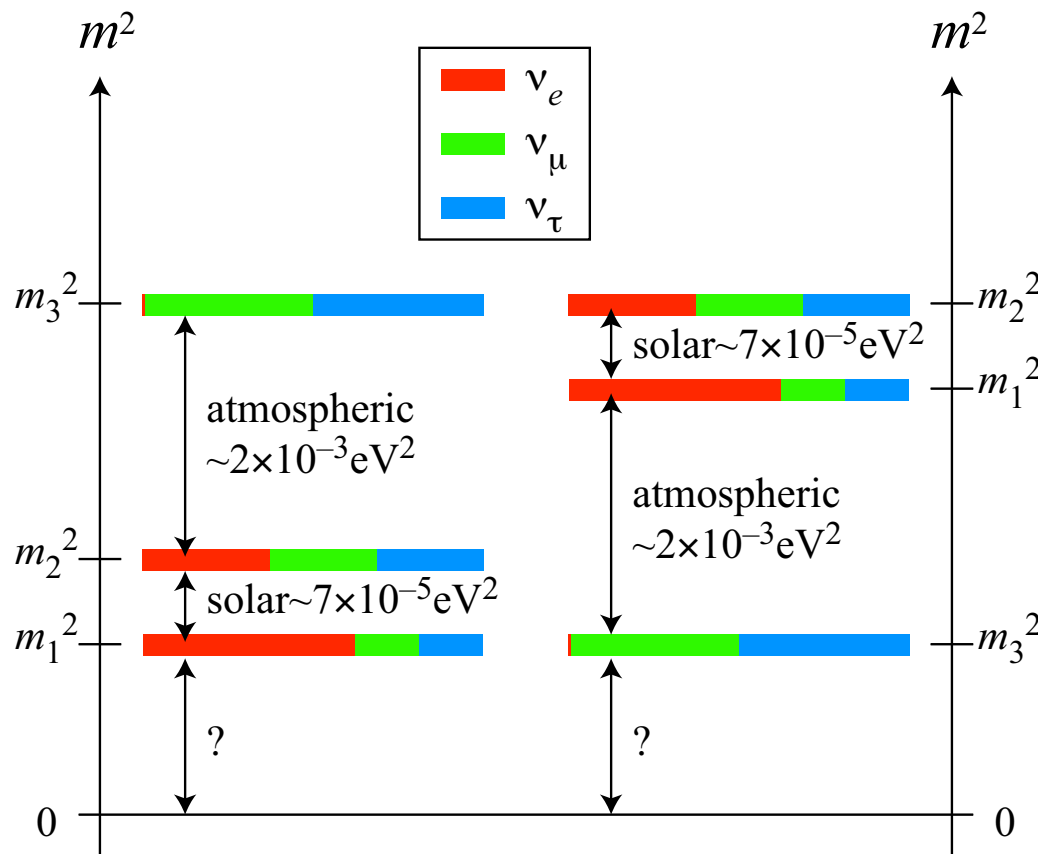 m²
m²
νₑ
ν_μ
ν_τ
m₃²
m₂²
solar~7×10⁻⁵eV²
m₁²
atmospheric
~2×10⁻³eV²
atmospheric
~2×10⁻³eV²
m₂²
solar~7×10⁻⁵eV²
m₁²
m₃²
?
?
0
0